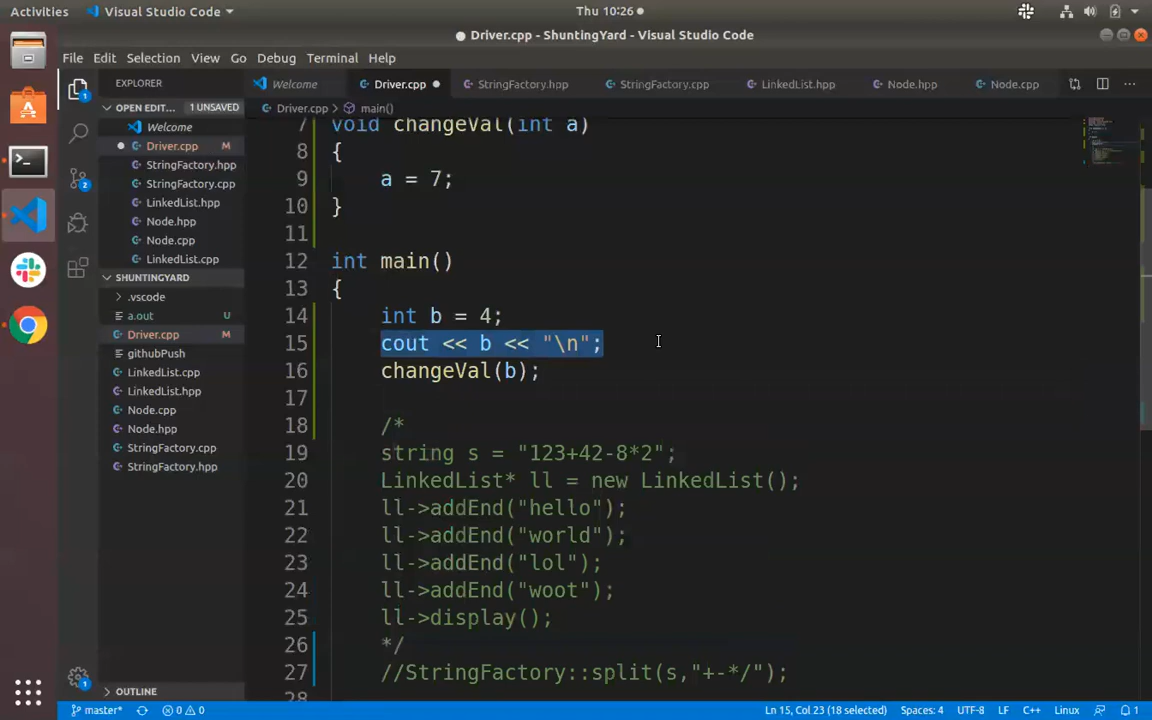 Activities Visual Studio Code Thu 10:26
Driver.cpp - ShuntingYard - Visual Studio Code
File Edit Selection View Go Debug Terminal Help
EXPLORER Welcome Driver.cpp StringFactory.hpp StringFactory.cpp LinkedList.hpp Node.hpp Node.cpp
OPEN EDIT... 1 UNSAVED
Driver.cpp > main()
Welcome
Driver.cpp M
StringFactory.hpp
StringFactory.cpp
LinkedList.hpp
Node.hpp
Node.cpp
LinkedList.cpp
SHUNTINGYARD
> .vscode
a.out U
Driver.cpp M
githubPush
LinkedList.cpp
LinkedList.hpp
Node.cpp
Node.hpp
StringFactory.cpp
StringFactory.hpp
OUTLINE
7 void changeVal(int a)
8 {
9 a = 7;
10 }
11
12 int main()
13 {
14 int b = 4;
15 cout << b << "\n";
16 changeVal(b);
17
18 /*
19 string s = "123+42-8*2";
20 LinkedList* ll = new LinkedList();
21 ll->addEnd("hello");
22 ll->addEnd("world");
23 ll->addEnd("lol");
24 ll->addEnd("woot");
25 ll->display();
26 */
27 //StringFactory::split(s,"+-*/");
28
master* 0 0 Ln 15, Col 23 (18 selected) Spaces: 4 UTF-8 LF C++ Linux 1